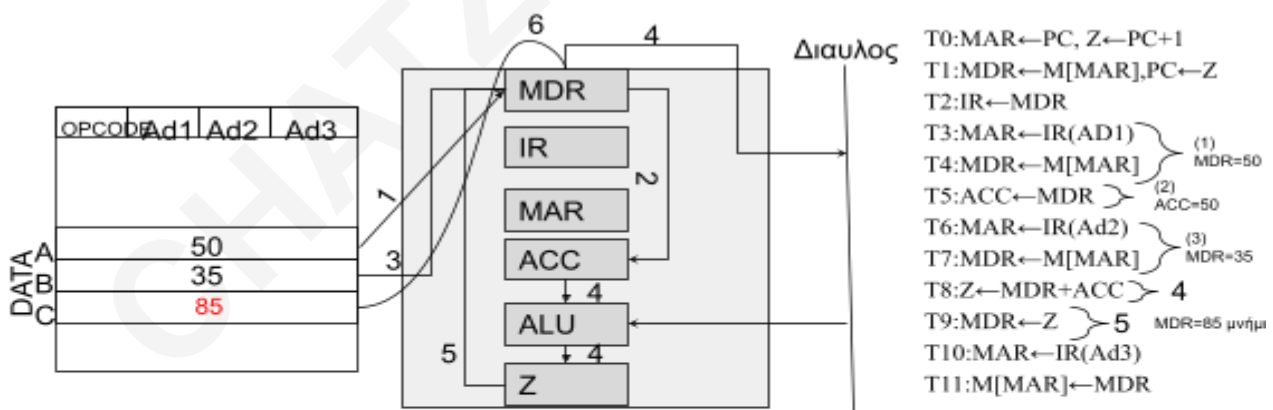 6
4
Διαυλος
MDR
OPCODE Ad1 Ad2 Ad3
IR
1
2
MAR
DATA
A 50
B 35
C 85
3
ACC
4
ALU
5
4
Z
T0:MAR←PC, Z←PC+1
T1:MDR←M[MAR],PC←Z
T2:IR←MDR
T3:MAR←IR(AD1)
T4:MDR←M[MAR]
(1)
MDR=50
T5:ACC←MDR
(2)
ACC=50
T6:MAR←IR(Ad2)
T7:MDR←M[MAR]
(3)
MDR=35
T8:Z←MDR+ACC 4
T9:MDR←Z 5 MDR=85
T10:MAR←IR(Ad3)
T11:M[MAR]←MDR